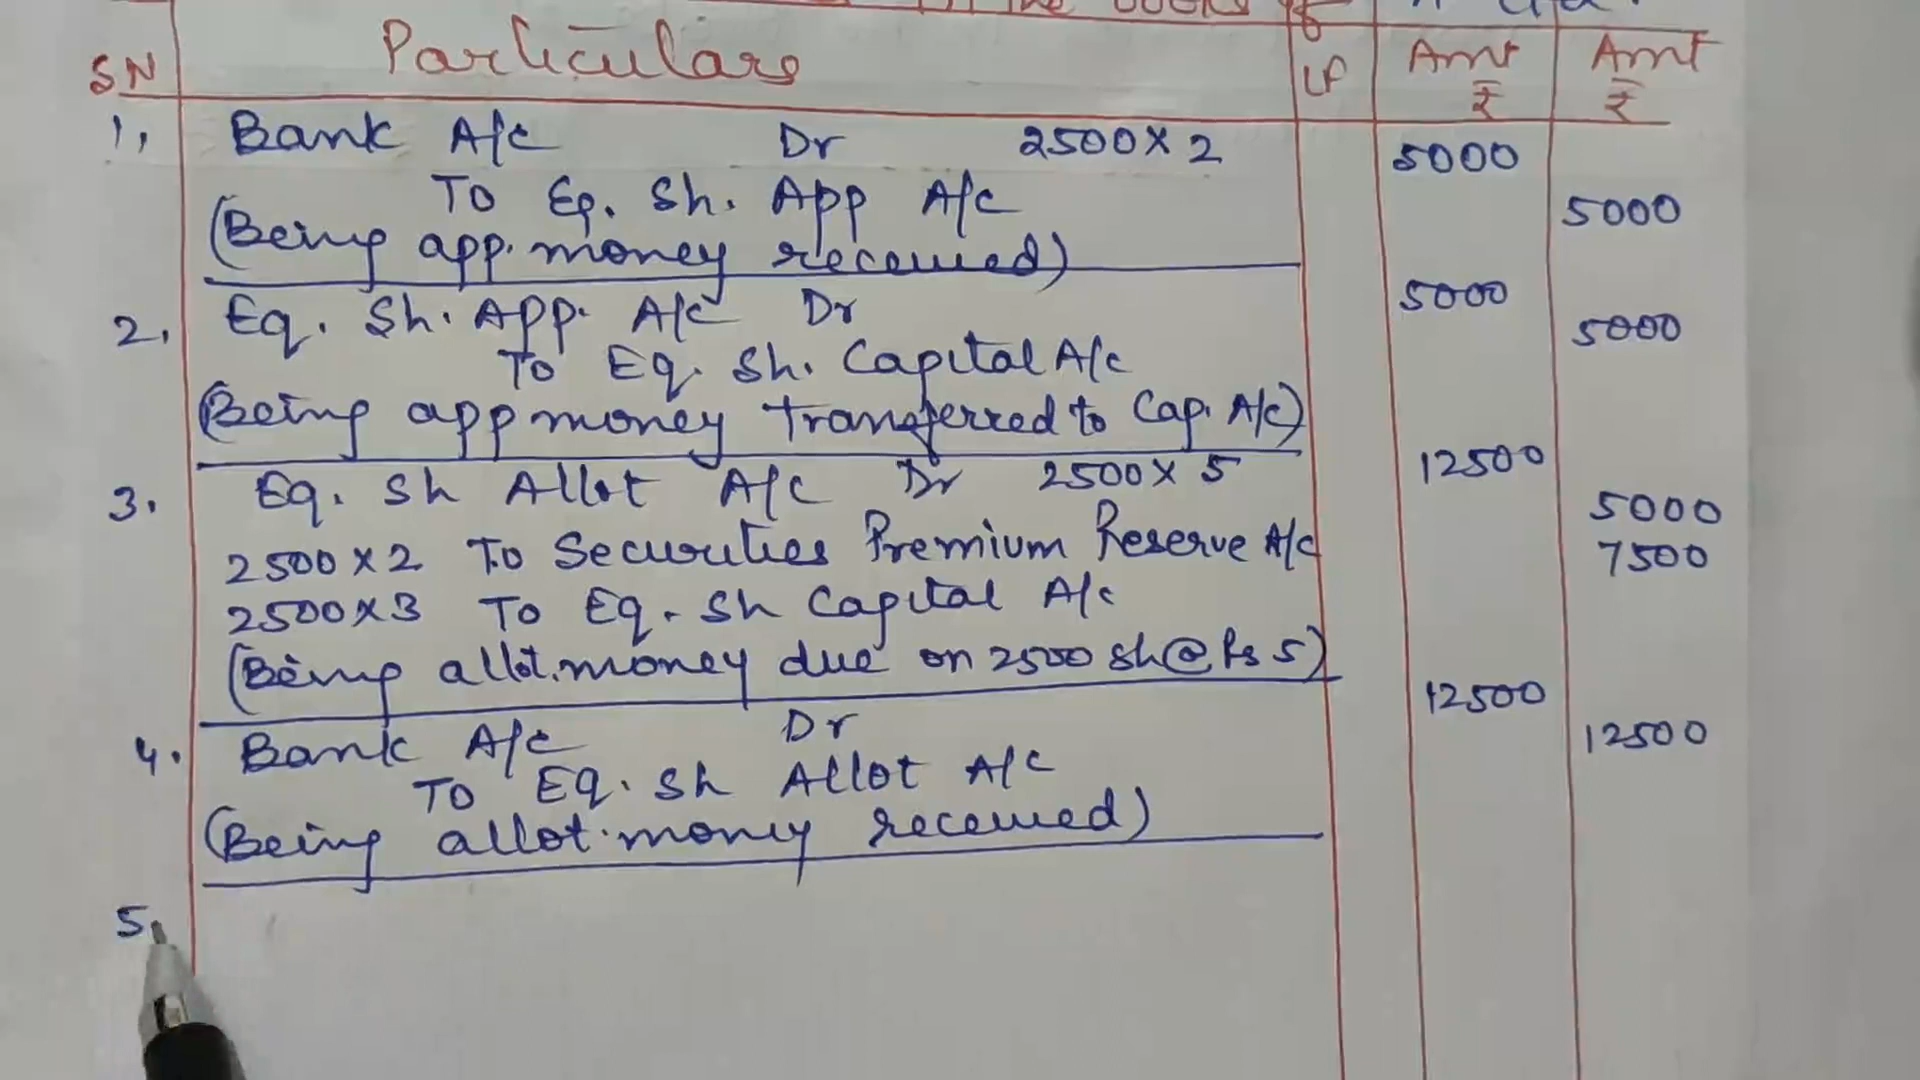 the books of
SN Particulars LF Amt ₹ Amt ₹
1, Bank A/c Dr 2500×2 5000
To Eq. Sh. App A/c 5000
(Being app. money received)
2. Eq. Sh. App. A/c Dr 5000
To Eq. Sh. Capital A/c 5000
(Being app money transferred to Cap. A/c)
3. Eq. Sh Allot A/c Dr 2500×5 12500
2500×2 To Securities Premium Reserve A/c 5000
2500×3 To Eq. Sh Capital A/c 7500
(Being allot. money due on 2500 sh @ Rs 5)
4. Bank A/c Dr 12500
To Eq. Sh Allot A/c 12500
(Being allot. money received)
5.